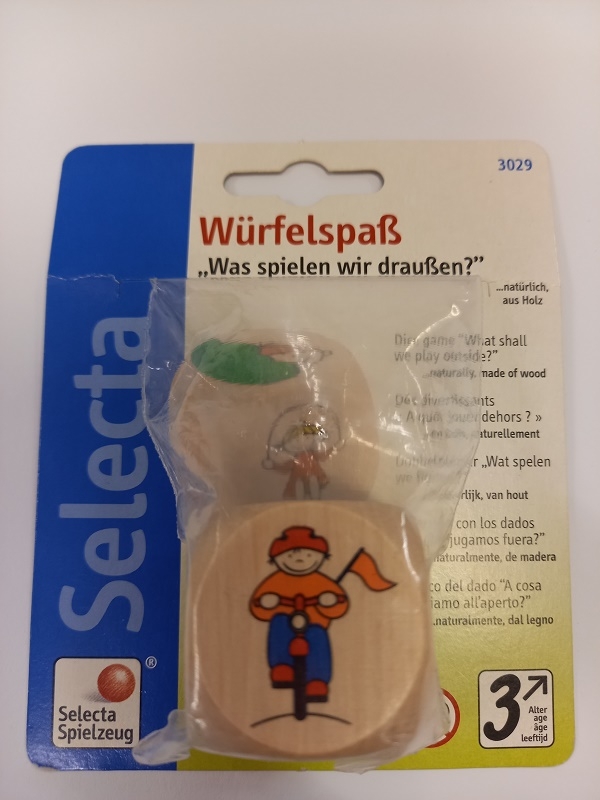 3029
Würfelspaß
„Was spielen wir draußen?”
...natürlich,
aus Holz
game "What shall
we play outside?"
...naturally, made of wood
dehors ? »
naturellement
„Wat spelen
we
van hout
con los dados
jugamos fuera?"
naturalmente, de madera
del dado "A cosa
all'aperto?"
...naturalmente, dal legno
Selecta
®
Selecta
Spielzeug
3
Alter
age
âge
leeftijd